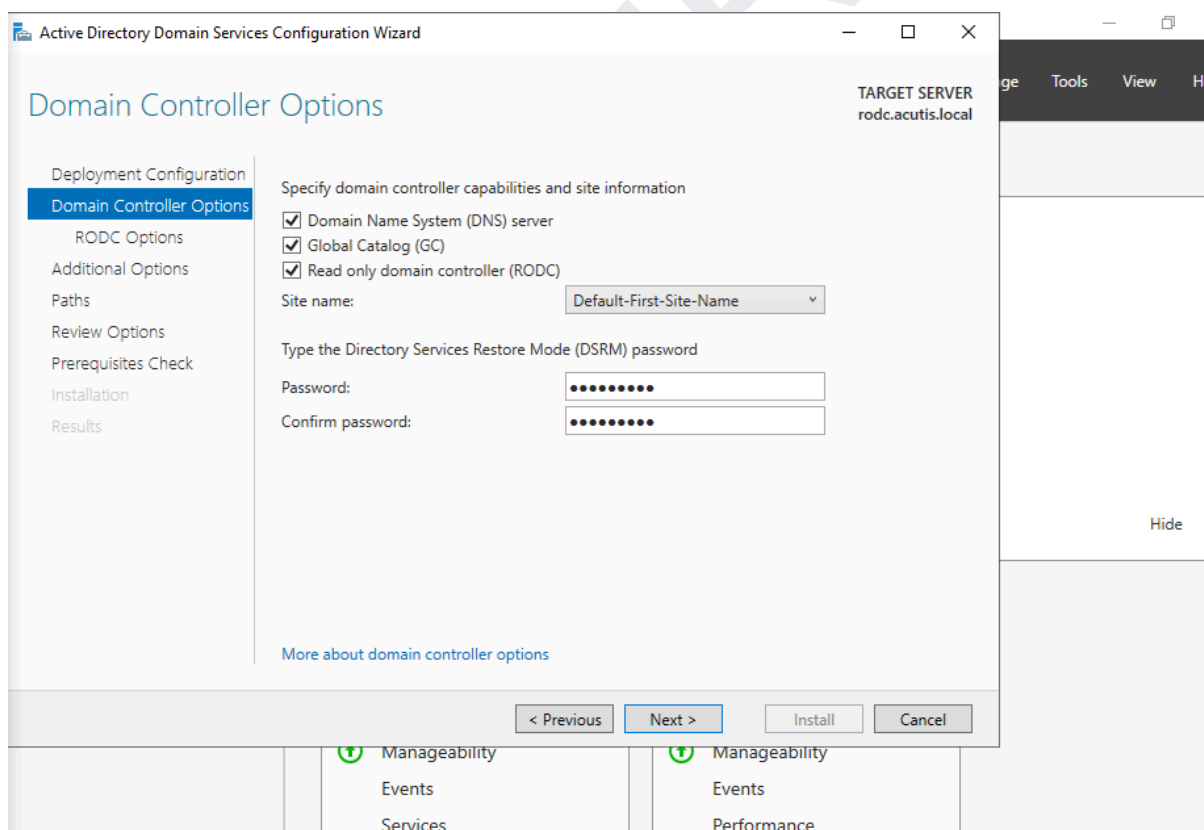 Active Directory Domain Services Configuration Wizard
Domain Controller Options
TARGET SERVER
rodc.acutis.local
Tools View
Deployment Configuration
Domain Controller Options
RODC Options
Additional Options
Paths
Review Options
Prerequisites Check
Installation
Results
Specify domain controller capabilities and site information
Domain Name System (DNS) server
Global Catalog (GC)
Read only domain controller (RODC)
Site name: Default-First-Site-Name
Type the Directory Services Restore Mode (DSRM) password
Password: ●●●●●●●●●
Confirm password: ●●●●●●●●●
More about domain controller options
Hide
< Previous Next > Install Cancel
Manageability
Events
Services
Manageability
Events
Performance